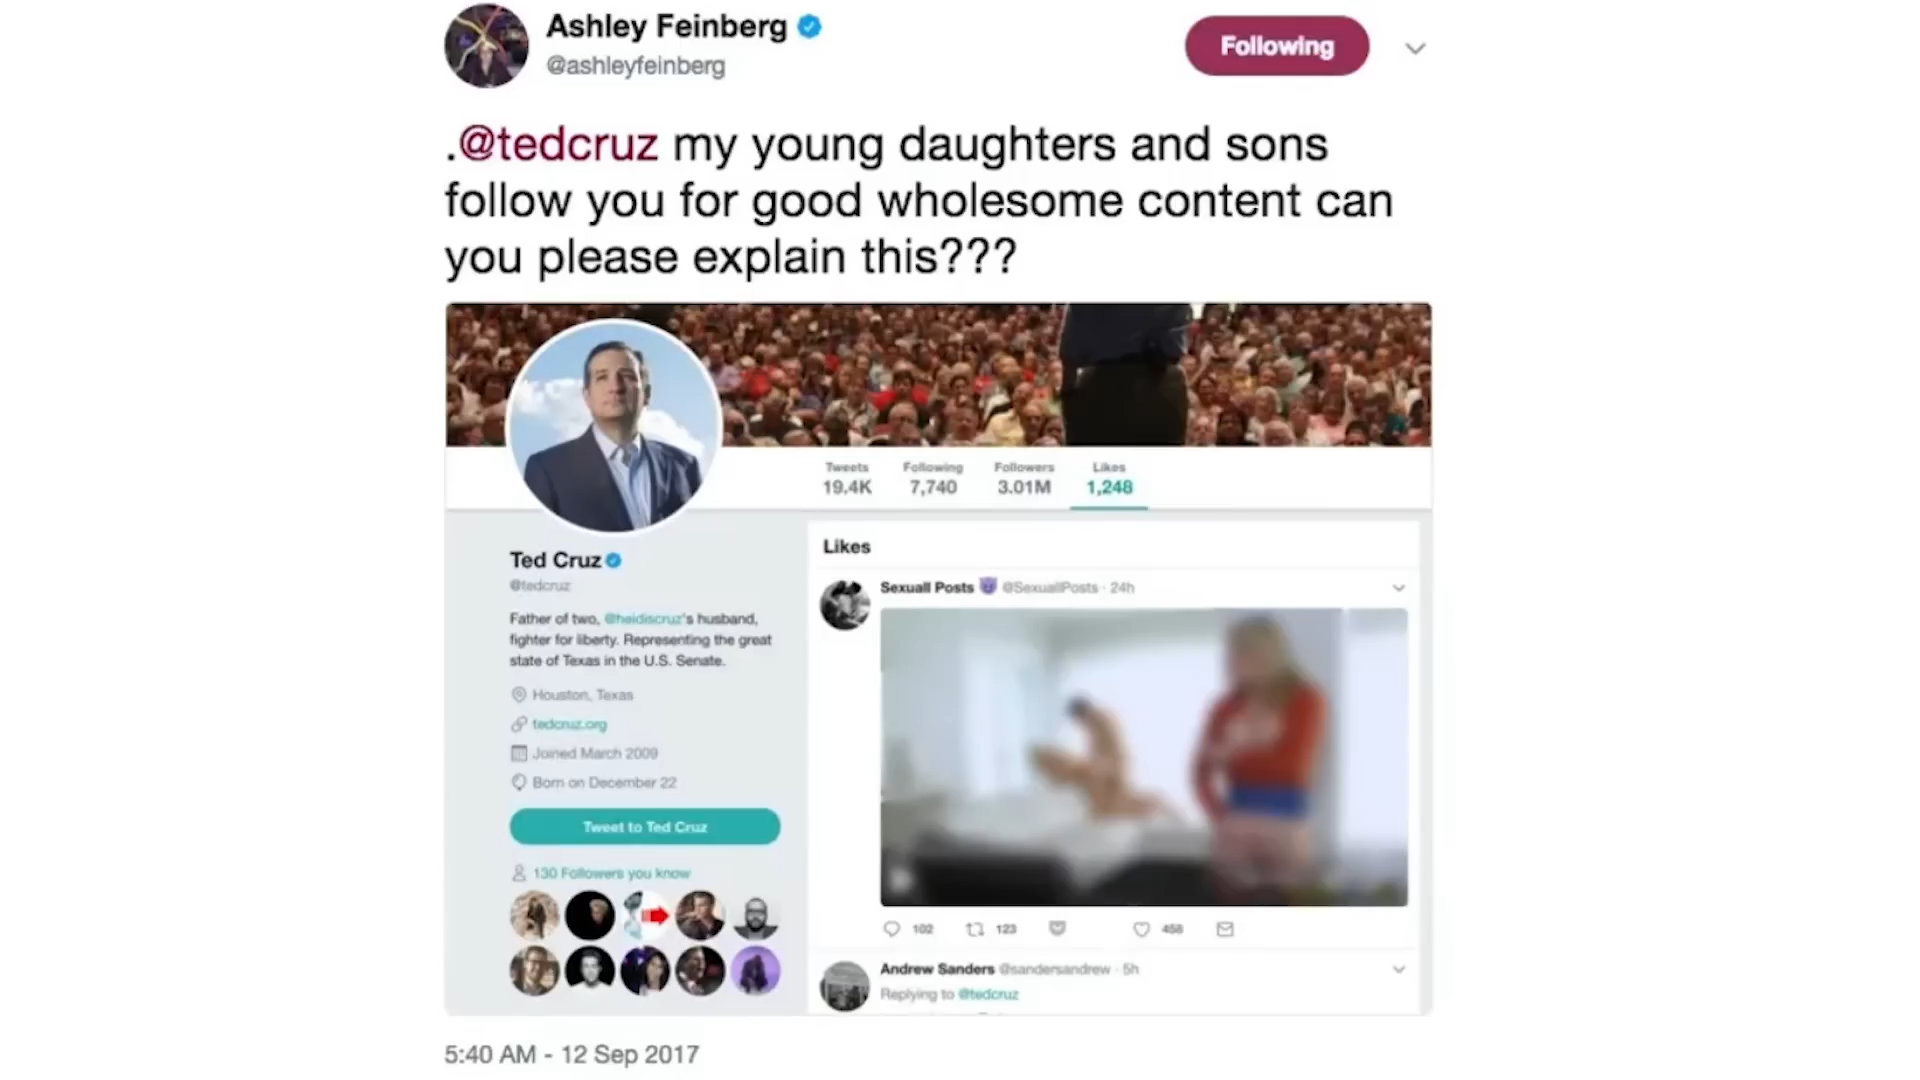 Ashley Feinberg
@ashleyfeinberg
Following
.@tedcruz my young daughters and sons
follow you for good wholesome content can
you please explain this???
Tweets
19.4K
Following
7,740
Followers
3.01M
Likes
1,248
Ted Cruz
@tedcruz
Father of two, @heidiscruz's husband,
fighter for liberty. Representing the great
state of Texas in the U.S. Senate.
Houston, Texas
tedcruz.org
Joined March 2009
Born on December 22
Tweet to Ted Cruz
130 Followers you know
Likes
Sexuall Posts @SexuallPosts · 24h
102
123
458
Andrew Sanders @sandersandrew · 5h
Replying to @tedcruz
5:40 AM - 12 Sep 2017